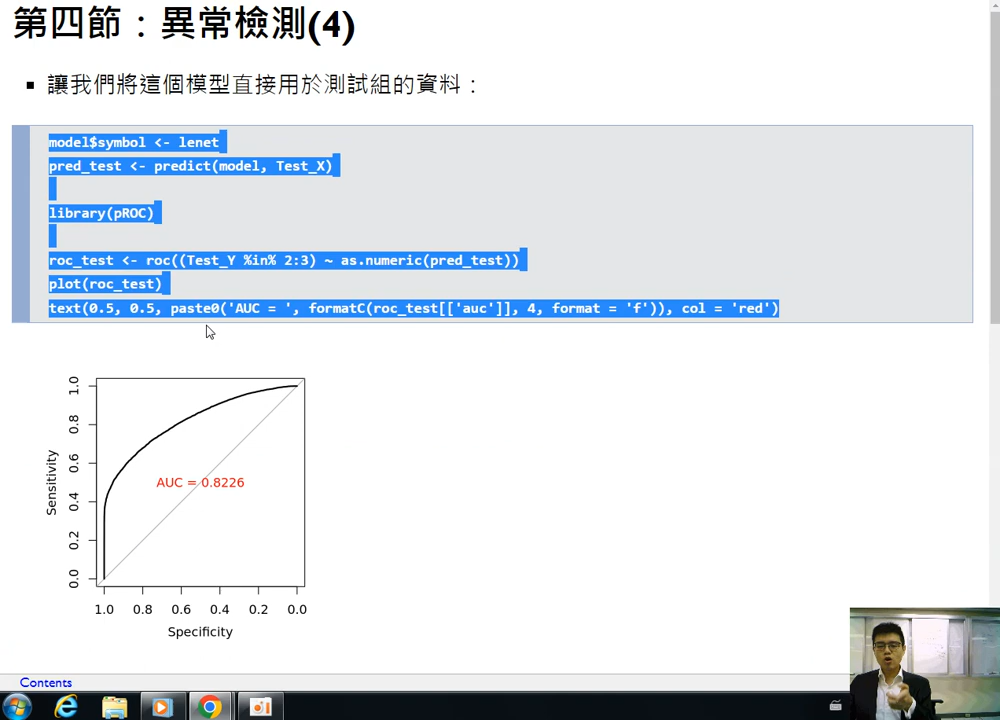 第四節：異常檢測(4)
讓我們將這個模型直接用於測試組的資料：
model$symbol <- lenet
pred_test <- predict(model, Test_X)
library(pROC)
roc_test <- roc((Test_Y %in% 2:3) ~ as.numeric(pred_test))
plot(roc_test)
text(0.5, 0.5, paste0('AUC = ', formatC(roc_test[['auc']], 4, format = 'f')), col = 'red')
1.0
0.8
0.6
0.4
0.2
0.0
Sensitivity
AUC = 0.8226
1.0 0.8 0.6 0.4 0.2 0.0
Specificity
Contents